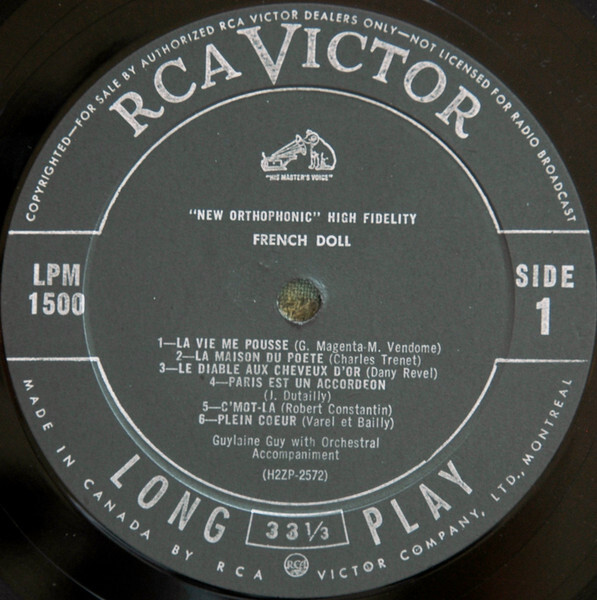 COPYRIGHTED—FOR SALE BY AUTHORIZED RCA VICTOR DEALERS ONLY—NOT LICENSED FOR RADIO BROADCAST
RCA VICTOR
"HIS MASTER'S VOICE"
"NEW ORTHOPHONIC" HIGH FIDELITY
FRENCH DOLL
LPM
1500
SIDE
1
1—LA VIE ME POUSSE (G. Magenta-M. Vendome)
2—LA MAISON DU POETE (Charles Trenet)
3—LE DIABLE AUX CHEVEUX D'OR (Dany Revel)
4—PARIS EST UN ACCORDEON
(J. Dutailly)
5—C'MOT-LA (Robert Constantin)
6—PLEIN COEUR (Varel et Bailly)
Guylaine Guy with Orchestral
Accompaniment
(H2ZP-2572)
LONG 33⅓ PLAY
MADE IN CANADA BY RCA RCA VICTOR COMPANY, LTD., MONTREAL